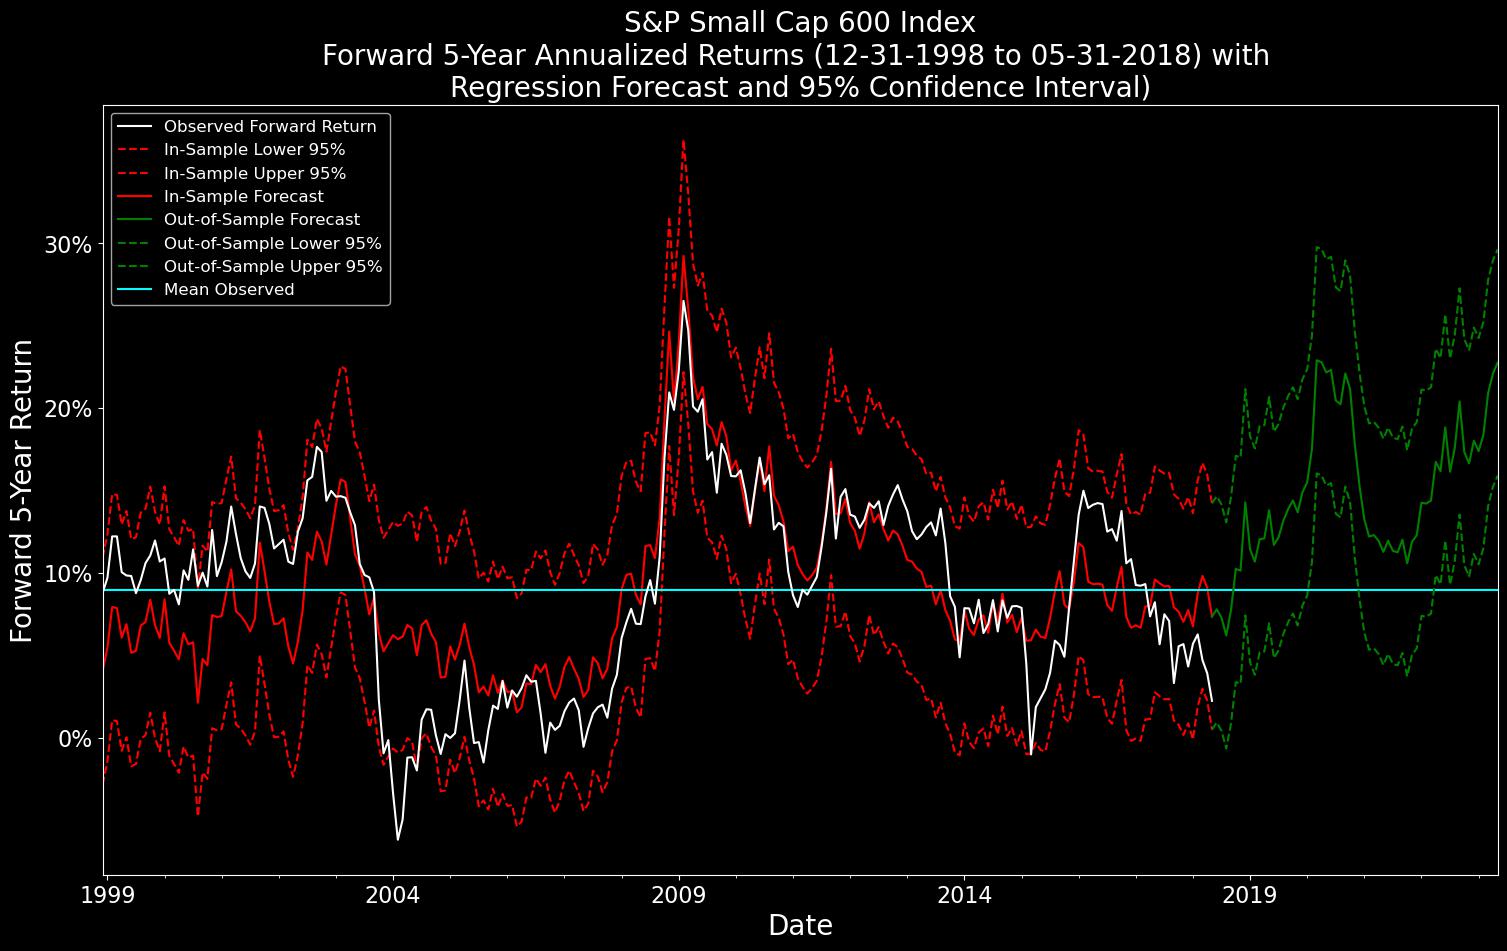 S&P Small Cap 600 Index
Forward 5-Year Annualized Returns (12-31-1998 to 05-31-2018) with
Regression Forecast and 95% Confidence Interval)
Observed Forward Return
In-Sample Lower 95%
In-Sample Upper 95%
In-Sample Forecast
Out-of-Sample Forecast
Out-of-Sample Lower 95%
Out-of-Sample Upper 95%
Mean Observed
Forward 5-Year Return
30%
20%
10%
0%
1999
2004
2009
2014
2019
Date